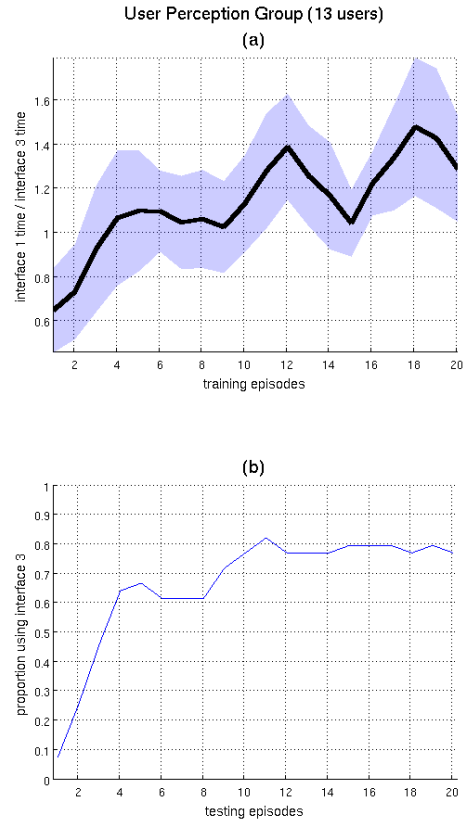 User Perception Group (13 users)
(a)
interface 1 time / interface 3 time
1.6
1.4
1.2
1
0.8
0.6
2 4 6 8 10 12 14 16 18 20
training episodes
(b)
proportion using interface 3
1
0.9
0.8
0.7
0.6
0.5
0.4
0.3
0.2
0.1
0
2 4 6 8 10 12 14 16 18 20
testing episodes